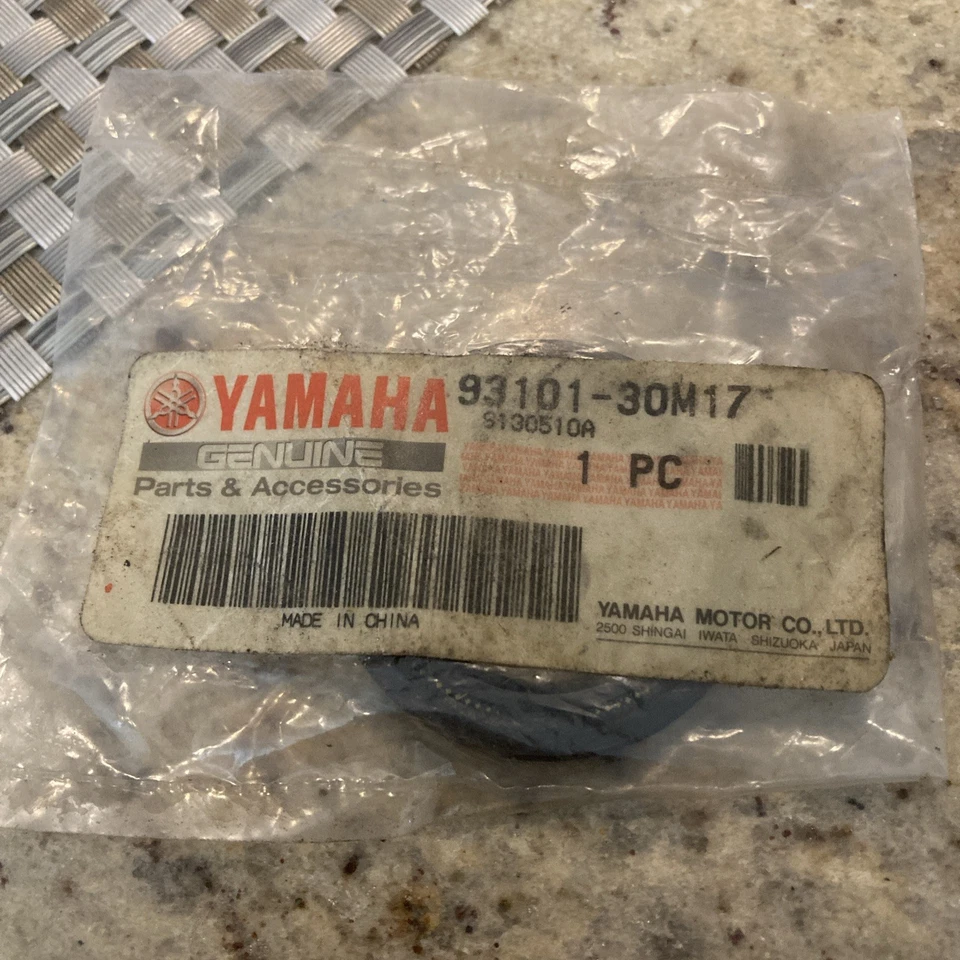 YAMAHA 93101-30M17
S130510A
GENUINE
1 PC
Parts & Accessories
MADE IN CHINA
YAMAHA MOTOR CO.,LTD.
2500 SHINGAI IWATA SHIZUOKA JAPAN